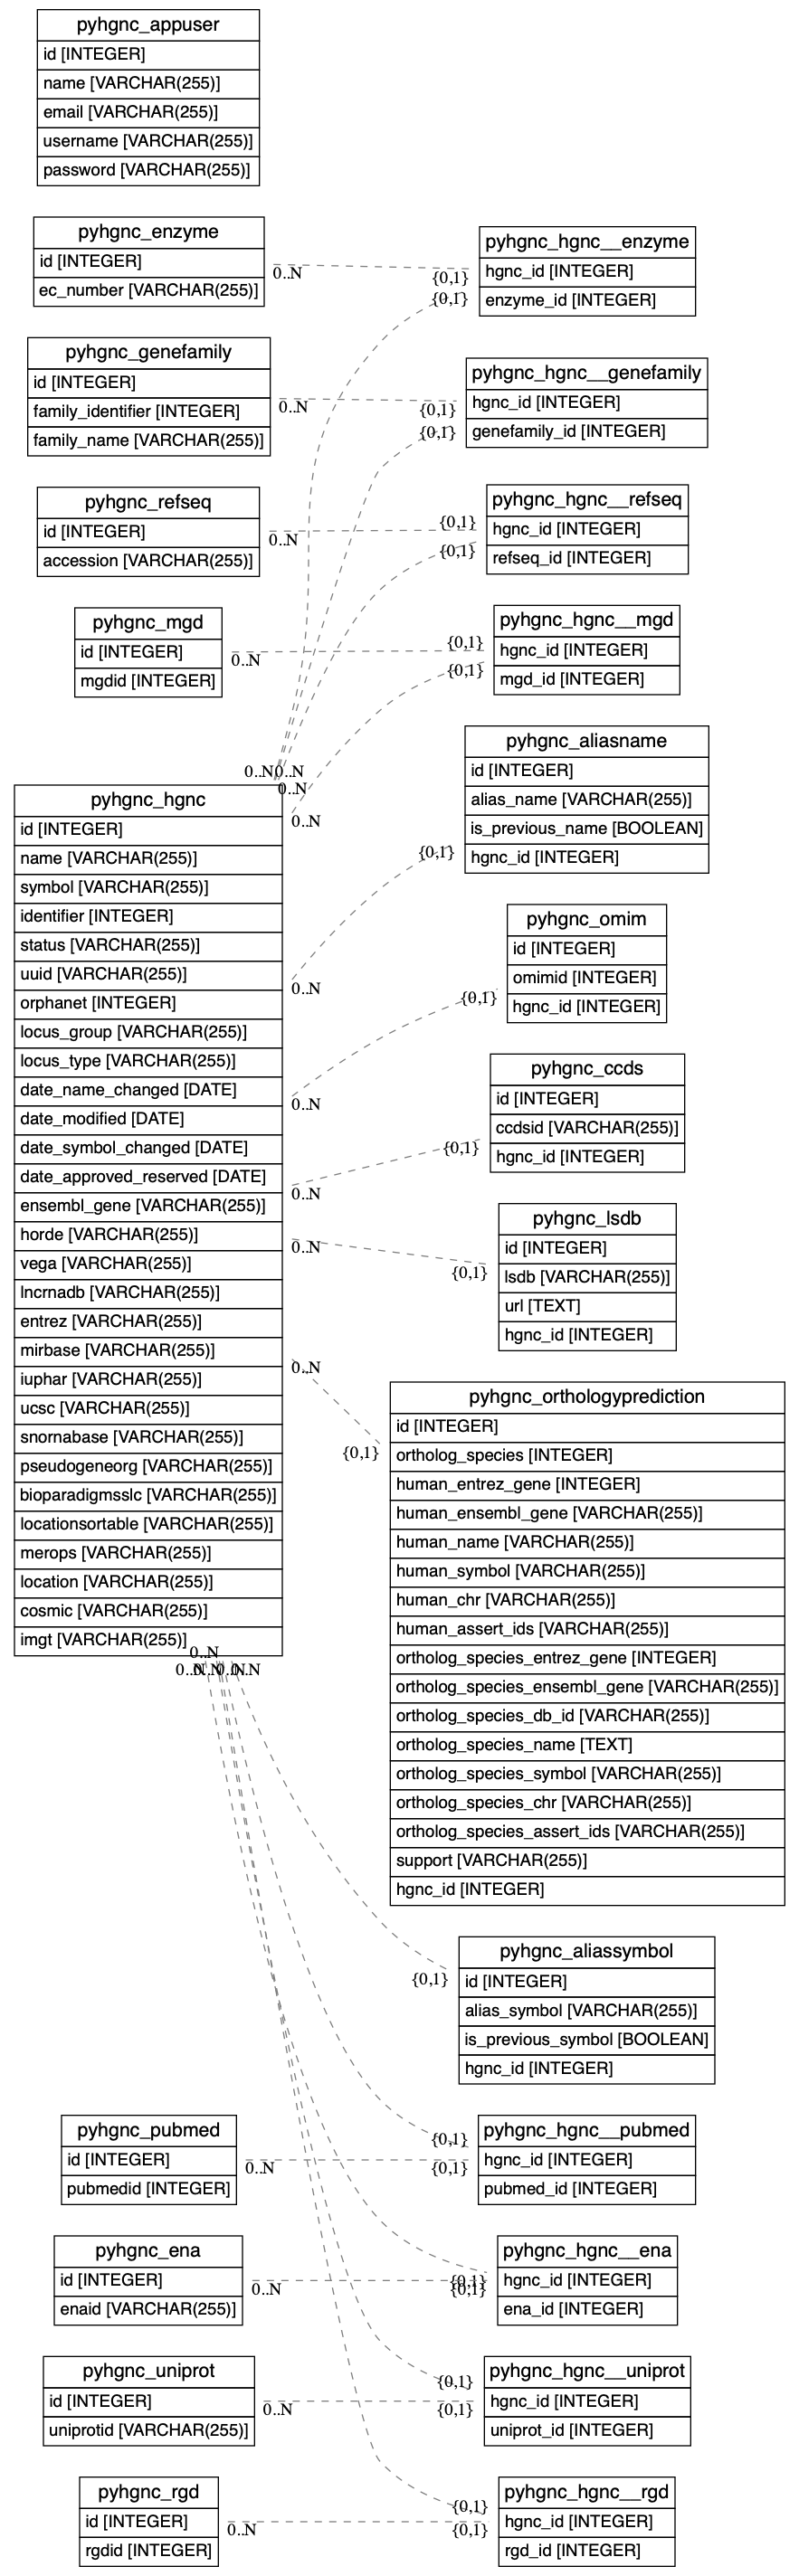 pyhgnc_appuser
id [INTEGER]
name [VARCHAR(255)]
email [VARCHAR(255)]
username [VARCHAR(255)]
password [VARCHAR(255)]
pyhgnc_enzyme
id [INTEGER]
ec_number [VARCHAR(255)]
0..N
{0,1}
{0,1}
pyhgnc_hgnc__enzyme
hgnc_id [INTEGER]
enzyme_id [INTEGER]
pyhgnc_genefamily
id [INTEGER]
family_identifier [INTEGER]
family_name [VARCHAR(255)]
0..N
{0,1}
{0,1}
pyhgnc_hgnc__genefamily
hgnc_id [INTEGER]
genefamily_id [INTEGER]
pyhgnc_refseq
id [INTEGER]
accession [VARCHAR(255)]
0..N
{0,1}
{0,1}
pyhgnc_hgnc__refseq
hgnc_id [INTEGER]
refseq_id [INTEGER]
pyhgnc_mgd
id [INTEGER]
mgdid [INTEGER]
0..N
{0,1}
{0,1}
pyhgnc_hgnc__mgd
hgnc_id [INTEGER]
mgd_id [INTEGER]
0..N
0..N
0..N
0..N
pyhgnc_hgnc
id [INTEGER]
name [VARCHAR(255)]
symbol [VARCHAR(255)]
identifier [INTEGER]
status [VARCHAR(255)]
uuid [VARCHAR(255)]
orphanet [INTEGER]
locus_group [VARCHAR(255)]
locus_type [VARCHAR(255)]
date_name_changed [DATE]
date_modified [DATE]
date_symbol_changed [DATE]
date_approved_reserved [DATE]
ensembl_gene [VARCHAR(255)]
horde [VARCHAR(255)]
vega [VARCHAR(255)]
lncrnadb [VARCHAR(255)]
entrez [VARCHAR(255)]
mirbase [VARCHAR(255)]
iuphar [VARCHAR(255)]
ucsc [VARCHAR(255)]
snornabase [VARCHAR(255)]
pseudogeneorg [VARCHAR(255)]
bioparadigmsslc [VARCHAR(255)]
locationsortable [VARCHAR(255)]
merops [VARCHAR(255)]
location [VARCHAR(255)]
cosmic [VARCHAR(255)]
imgt [VARCHAR(255)]
0..N
{0,1}
pyhgnc_aliasname
id [INTEGER]
alias_name [VARCHAR(255)]
is_previous_name [BOOLEAN]
hgnc_id [INTEGER]
0..N
{0,1}
pyhgnc_omim
id [INTEGER]
omimid [INTEGER]
hgnc_id [INTEGER]
0..N
{0,1}
pyhgnc_ccds
id [INTEGER]
ccdsid [VARCHAR(255)]
hgnc_id [INTEGER]
0..N
{0,1}
pyhgnc_lsdb
id [INTEGER]
lsdb [VARCHAR(255)]
url [TEXT]
hgnc_id [INTEGER]
0..N
{0,1}
pyhgnc_orthologyprediction
id [INTEGER]
ortholog_species [INTEGER]
human_entrez_gene [INTEGER]
human_ensembl_gene [VARCHAR(255)]
human_name [VARCHAR(255)]
human_symbol [VARCHAR(255)]
human_chr [VARCHAR(255)]
human_assert_ids [VARCHAR(255)]
ortholog_species_entrez_gene [INTEGER]
ortholog_species_ensembl_gene [VARCHAR(255)]
ortholog_species_db_id [VARCHAR(255)]
ortholog_species_name [TEXT]
ortholog_species_symbol [VARCHAR(255)]
ortholog_species_chr [VARCHAR(255)]
ortholog_species_assert_ids [VARCHAR(255)]
support [VARCHAR(255)]
hgnc_id [INTEGER]
0..N
0..N
0..N
0..N
0..N
{0,1}
pyhgnc_aliassymbol
id [INTEGER]
alias_symbol [VARCHAR(255)]
is_previous_symbol [BOOLEAN]
hgnc_id [INTEGER]
pyhgnc_pubmed
id [INTEGER]
pubmedid [INTEGER]
0..N
{0,1}
{0,1}
pyhgnc_hgnc__pubmed
hgnc_id [INTEGER]
pubmed_id [INTEGER]
pyhgnc_ena
id [INTEGER]
enaid [VARCHAR(255)]
0..N
{0,1}
{0,1}
pyhgnc_hgnc__ena
hgnc_id [INTEGER]
ena_id [INTEGER]
pyhgnc_uniprot
id [INTEGER]
uniprotid [VARCHAR(255)]
0..N
{0,1}
{0,1}
pyhgnc_hgnc__uniprot
hgnc_id [INTEGER]
uniprot_id [INTEGER]
pyhgnc_rgd
id [INTEGER]
rgdid [INTEGER]
0..N
{0,1}
{0,1}
pyhgnc_hgnc__rgd
hgnc_id [INTEGER]
rgd_id [INTEGER]